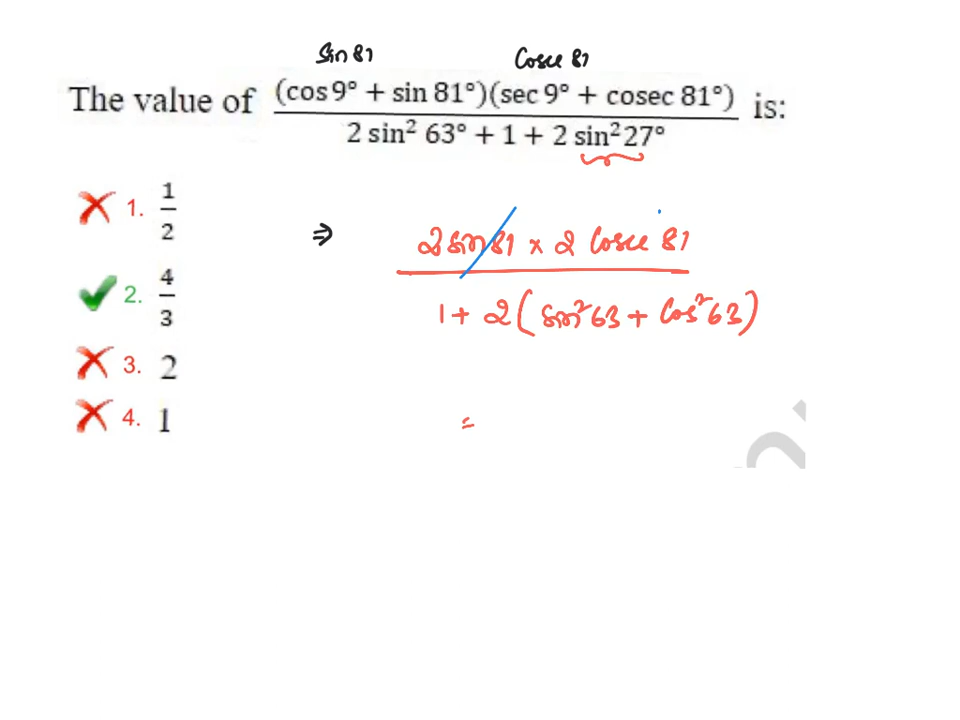 Sin 81 Cosec 81
The value of (cos 9° + sin 81°)(sec 9° + cosec 81°) / 2 sin² 63° + 1 + 2 sin² 27° is:
1. 1/2
2. 4/3
3. 2
4. 1
⇒ 2 sin 81 × 2 Cosec 81 / 1 + 2 ( sin² 63 + Cos² 63 )
=